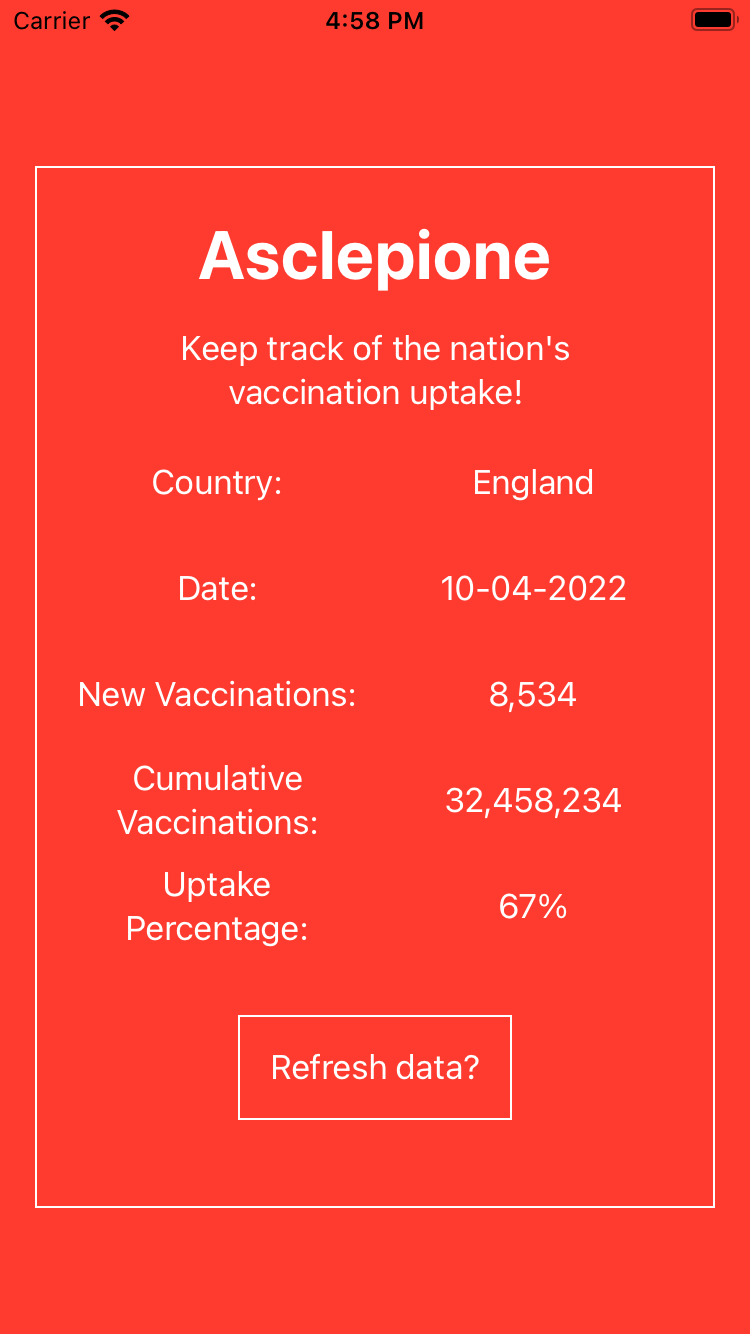 Carrier 4:58 PM
Asclepione
Keep track of the nation's
vaccination uptake!
Country: England
Date: 10-04-2022
New Vaccinations: 8,534
Cumulative
Vaccinations: 32,458,234
Uptake
Percentage: 67%
Refresh data?